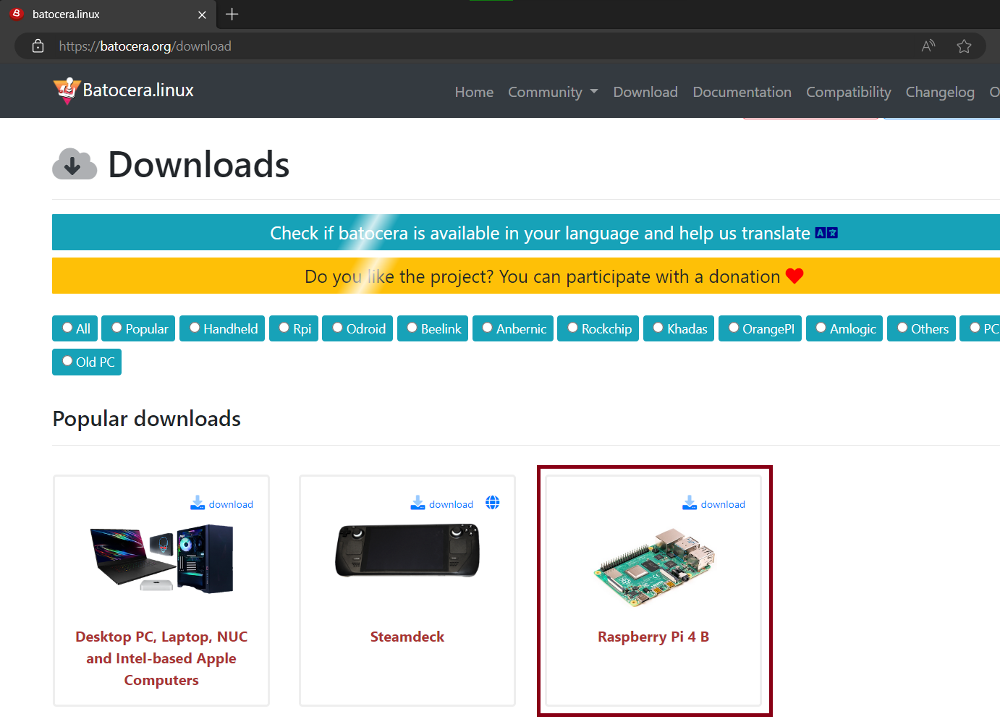 batocera.linux
https://batocera.org/download
Batocera.linux
Home Community Download Documentation Compatibility Changelog
Downloads
Check if batocera is available in your language and help us translate
Do you like the project? You can participate with a donation
All Popular Handheld Rpi Odroid Beelink Anbernic Rockchip Khadas OrangePI Amlogic Others PC
Old PC
Popular downloads
download
download
download
Desktop PC, Laptop, NUC
and Intel-based Apple
Computers
Steamdeck
Raspberry Pi 4 B